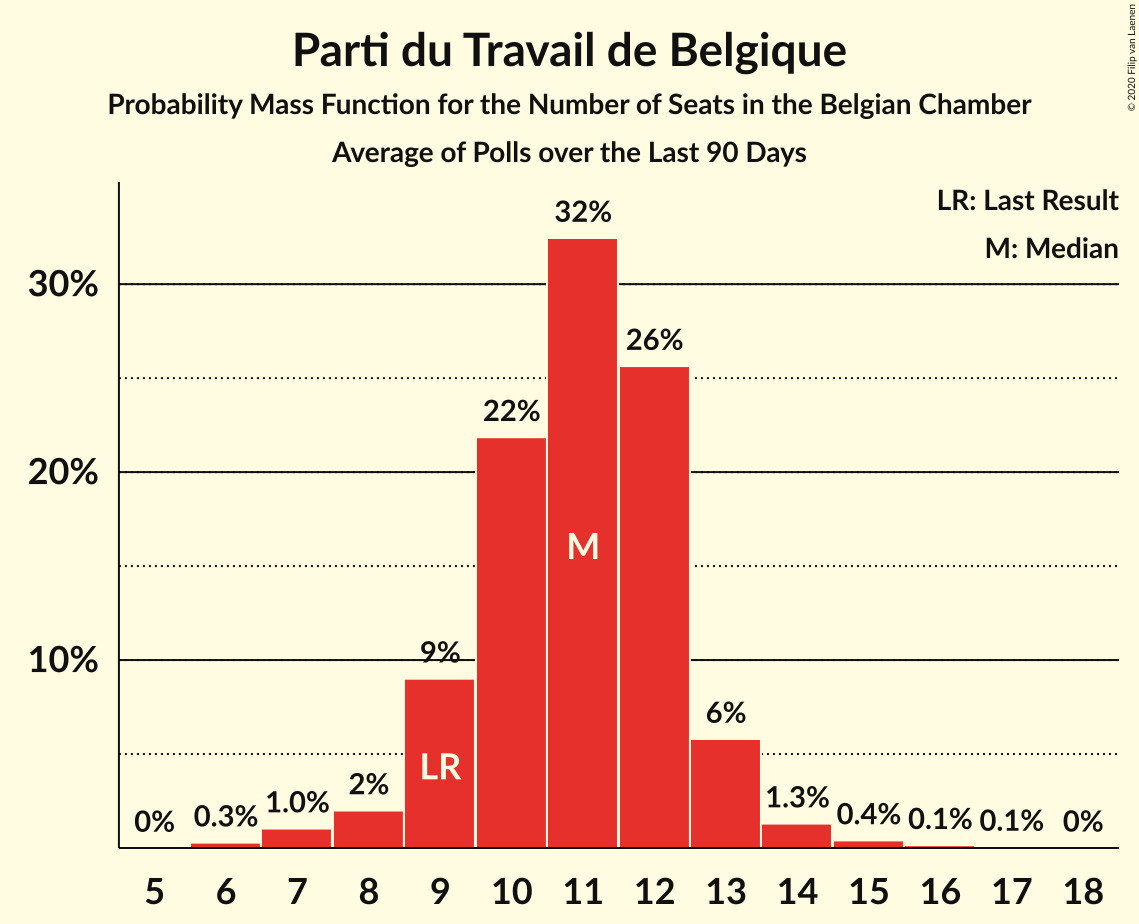 Parti du Travail de Belgique
Probability Mass Function for the Number of Seats in the Belgian Chamber
Average of Polls over the Last 90 Days
© 2020 Filip van Laenen
LR: Last Result
M: Median
30%
20%
10%
0%
0.3%
1.0%
2%
9%
22%
32%
26%
6%
1.3%
0.4%
0.1%
0.1%
0%
LR
M
5 6 7 8 9 10 11 12 13 14 15 16 17 18